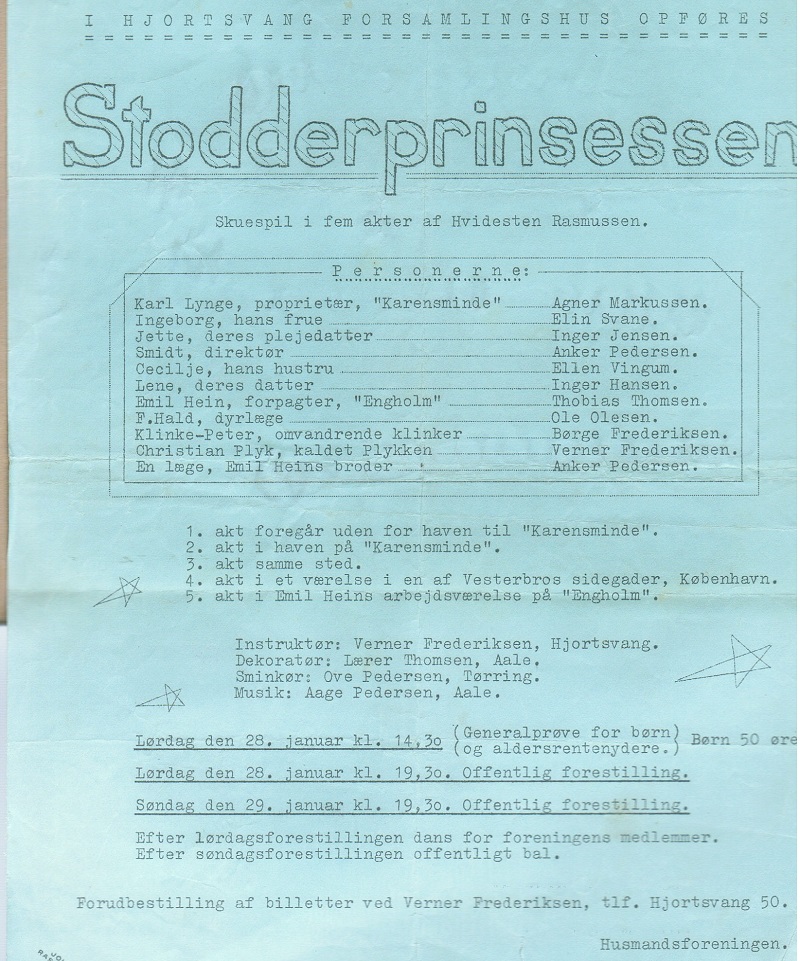 I HJORTSVANG FORSAMLINGSHUS OPFØRES
Stodderprinsessen
Skuespil i fem akter af Hvidesten Rasmussen.
Personerne:
Karl Lynge, proprietær, "Karensminde" Agner Markussen.
Ingeborg, hans frue Elin Svane.
Jette, deres plejedatter Inger Jensen.
Smidt, direktør Anker Pedersen.
Cecilje, hans hustru Ellen Vingum.
Lene, deres datter Inger Hansen.
Emil Hein, forpagter, "Engholm" Thobias Thomsen.
F.Hald, dyrlæge Ole Olesen.
Klinke-Peter, omvandrende klinker Børge Frederiksen.
Christian Plyk, kaldet Plykken Verner Frederiksen.
En læge, Emil Heins broder Anker Pedersen.
1. akt foregår uden for haven til "Karensminde".
2. akt i haven på "Karensminde".
3. akt samme sted.
4. akt i et værelse i en af Vesterbros sidegader, København.
5. akt i Emil Heins arbejdsværelse på "Engholm".
Instruktør: Verner Frederiksen, Hjortsvang.
Dekoratør: Lærer Thomsen, Aale.
Sminkør: Ove Pedersen, Tørring.
Musik: Aage Pedersen, Aale.
Lørdag den 28. januar kl. 14,3o (Generalprøve for børn) Børn 50 øre
(og aldersrentenydere.)
Lørdag den 28. januar kl. 19,3o. Offentlig forestilling.
Søndag den 29. januar kl. 19,3o. Offentlig forestilling.
Efter lørdagsforestillingen dans for foreningens medlemmer.
Efter søndagsforestillingen offentligt bal.
Forudbestilling af billetter ved Verner Frederiksen, tlf. Hjortsvang 50.
Husmandsforeningen.